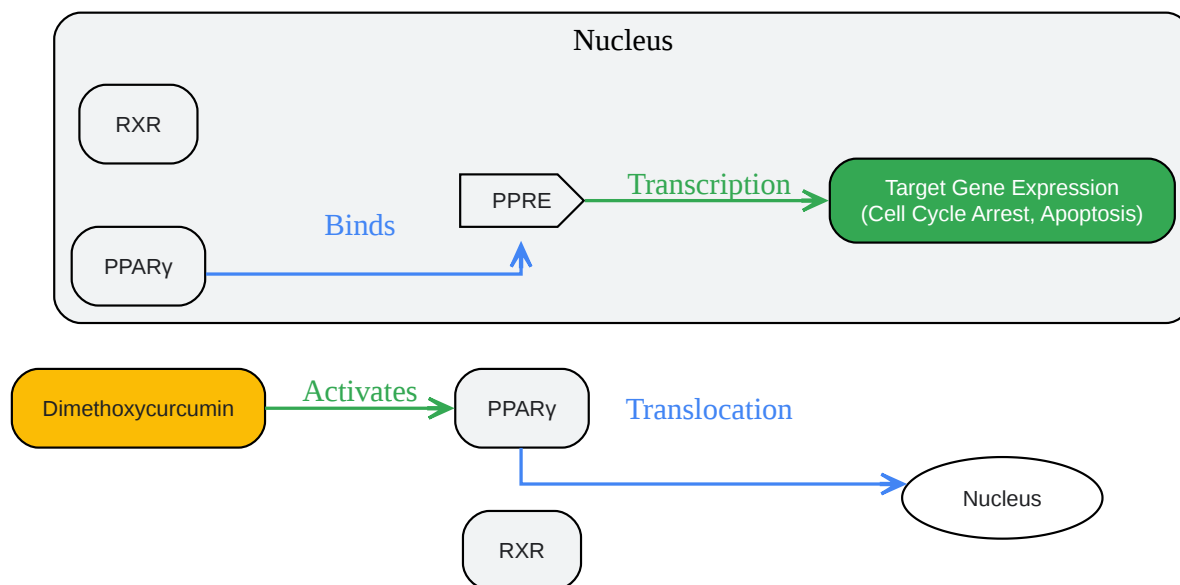 Nucleus
RXR
PPRE
Transcription
Target Gene Expression
(Cell Cycle Arrest, Apoptosis)
Binds
PPARγ
Dimethoxycurcumin
Activates
PPARγ
Translocation
Nucleus
RXR